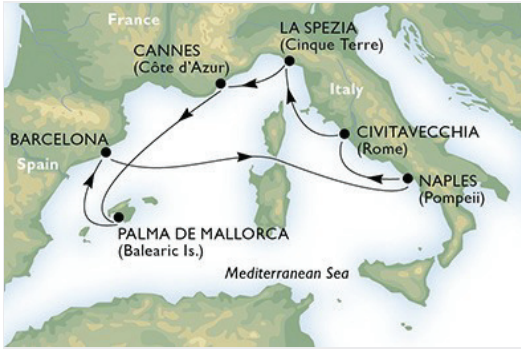 France
LA SPEZIA
(Cinque Terre)
CANNES
(Côte d'Azur)
Italy
BARCELONA
CIVITAVECCHIA
(Rome)
Spain
NAPLES
(Pompeii)
PALMA DE MALLORCA
(Balearic Is.)
Mediterranean Sea